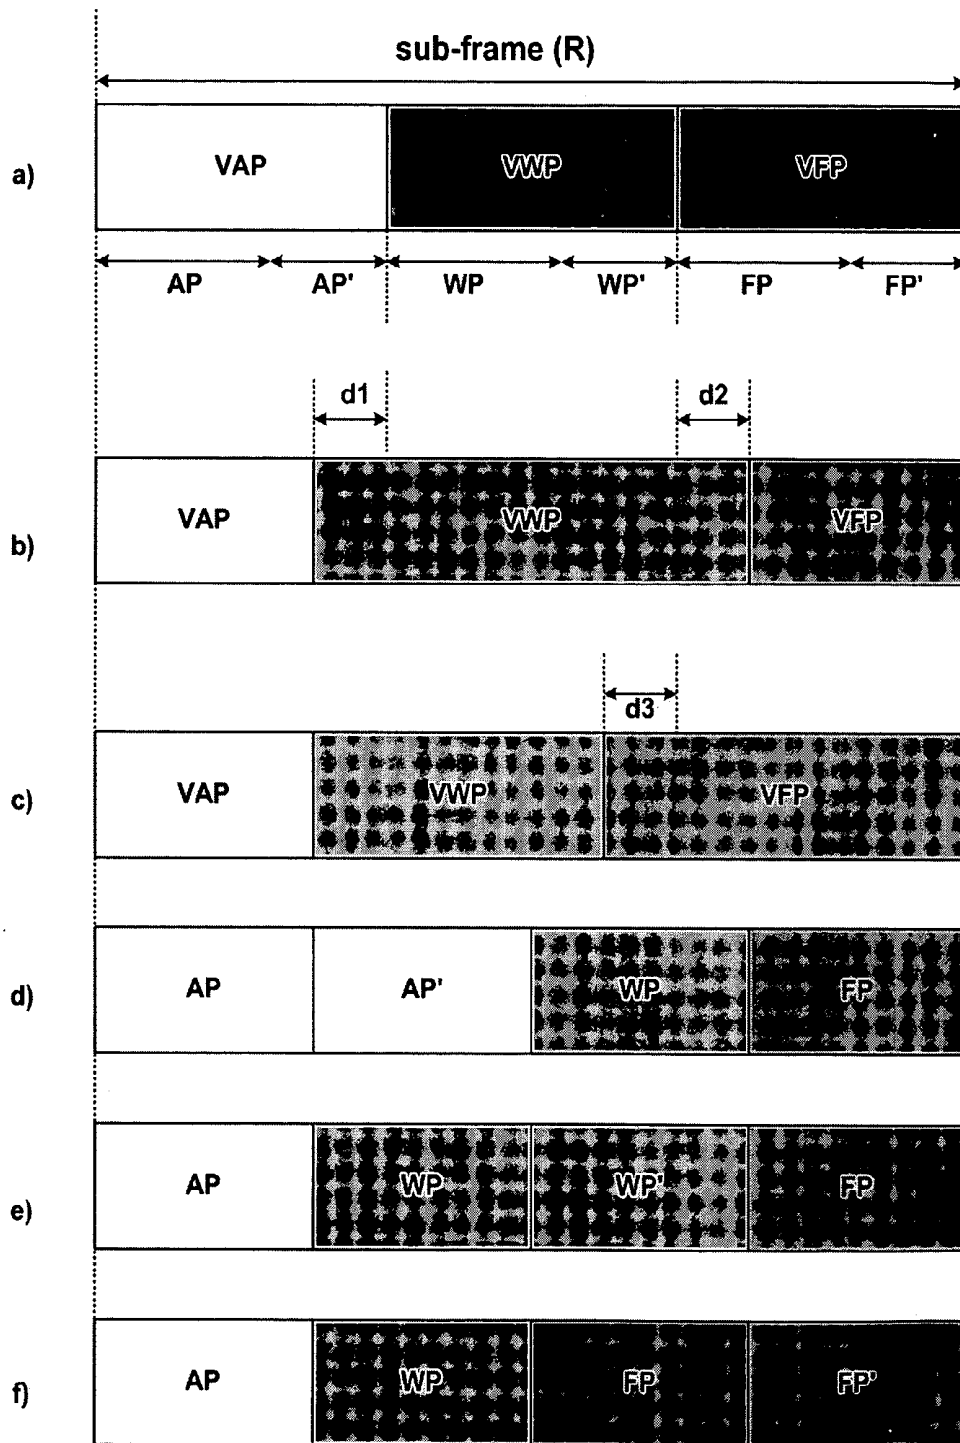 sub-frame (R)
a) VAP VWP VFP
AP AP' WP WP' FP FP'
d1 d2
b) VAP VWP VFP
d3
c) VAP VWP VFP
d) AP AP' WP FP
e) AP WP WP' FP
f) AP WP FP FP'